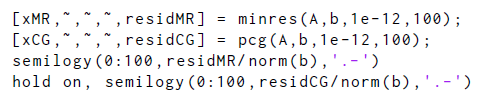 [xMR,~,~,~,residMR] = minres(A,b,1e-12,100);
[xCG,~,~,~,residCG] = pcg(A,b,1e-12,100);
semilogy(0:100,residMR/norm(b),'.-')
hold on, semilogy(0:100,residCG/norm(b),'.-')